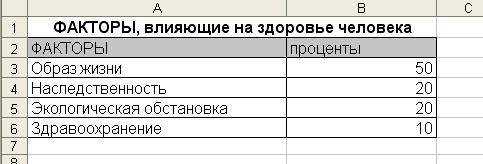 A B C
1 ФАКТОРЫ, влияющие на здоровье человека
2 ФАКТОРЫ проценты
3 Образ жизни 50
4 Наследственность 20
5 Экологическая обстановка 20
6 Здравоохранение 10
7
8